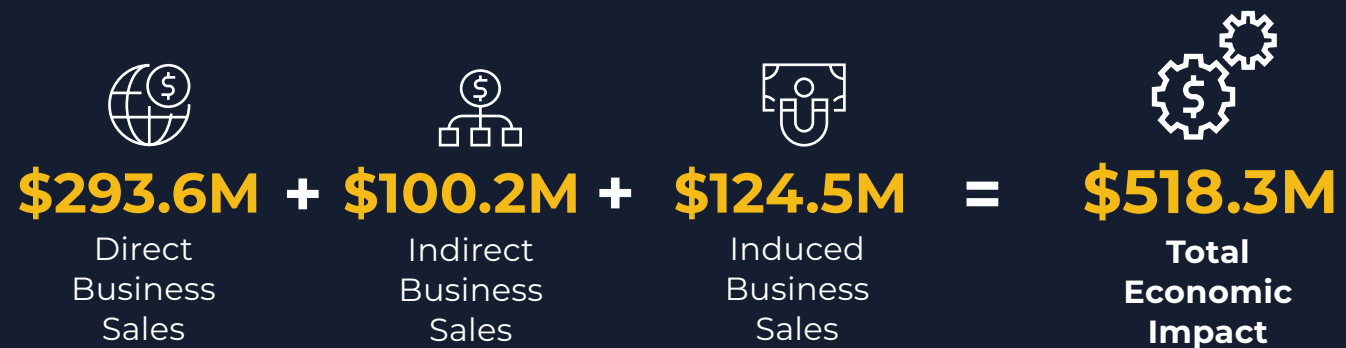 $ $ $
$293.6M + $100.2M + $124.5M = $518.3M
Direct Indirect Induced Total
Business Business Business Economic
Sales Sales Sales Impact